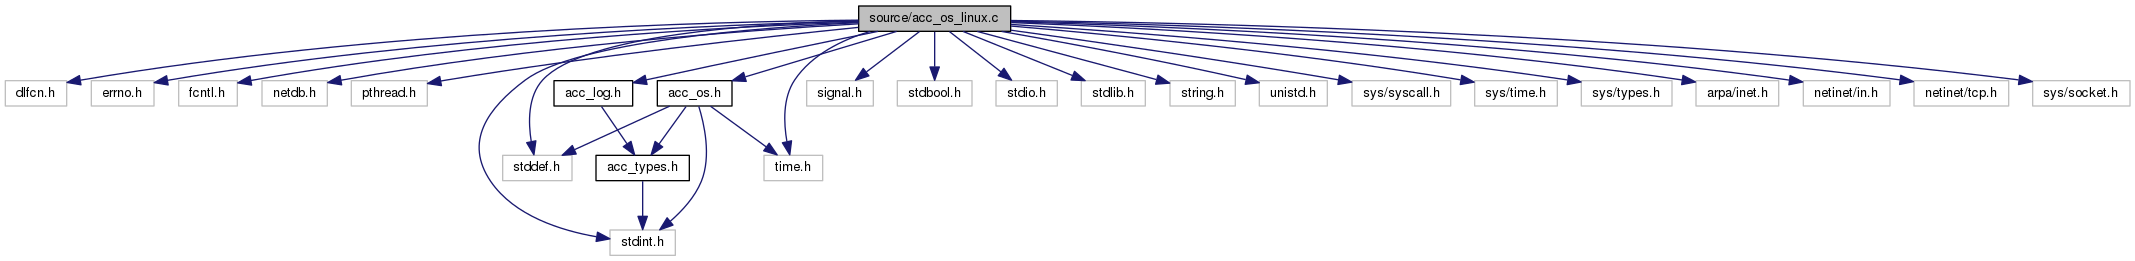 source/acc_os_linux.c
dlfcn.h
errno.h
fcntl.h
netdb.h
pthread.h
acc_log.h
acc_os.h
signal.h
stdbool.h
stdio.h
stdlib.h
string.h
unistd.h
sys/syscall.h
sys/time.h
sys/types.h
arpa/inet.h
netinet/in.h
netinet/tcp.h
sys/socket.h
stddef.h
acc_types.h
time.h
stdint.h